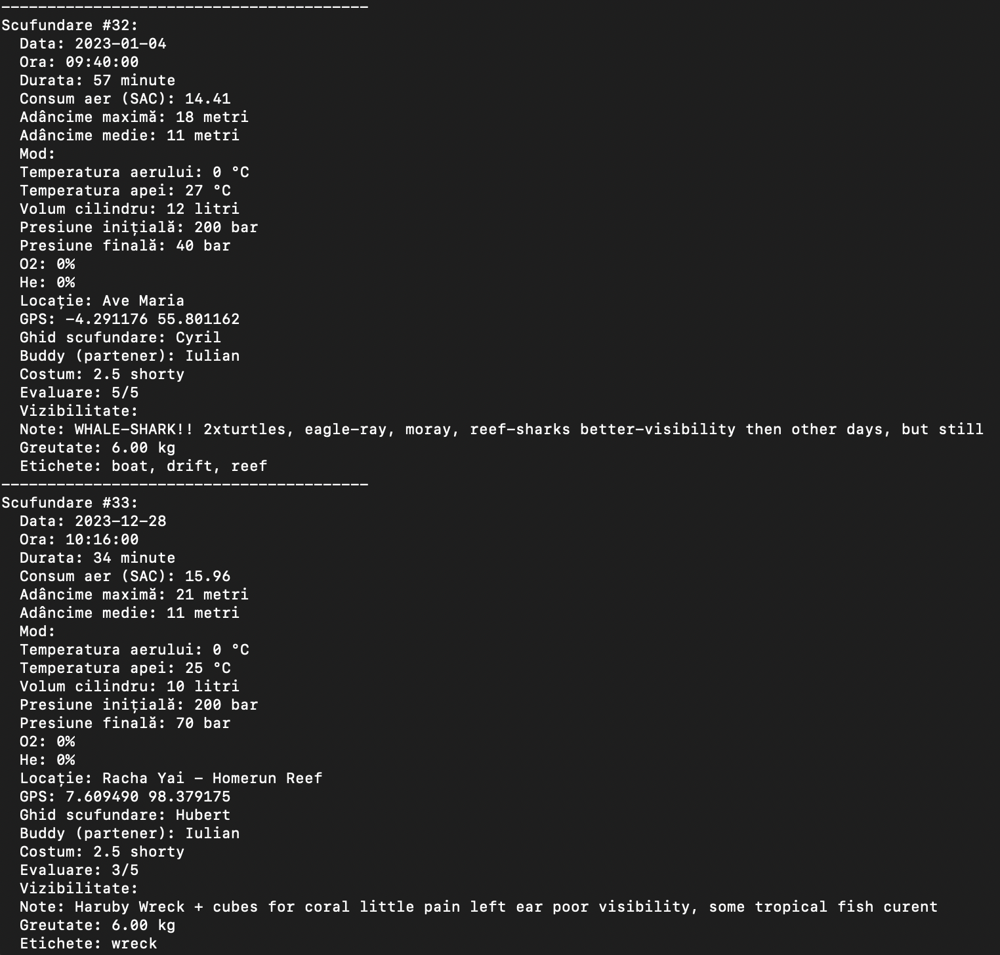 ----------------------------------------
Scufundare #32:
  Data: 2023-01-04
  Ora: 09:40:00
  Durata: 57 minute
  Consum aer (SAC): 14.41
  Adâncime maximă: 18 metri
  Adâncime medie: 11 metri
  Mod:
  Temperatura aerului: 0 °C
  Temperatura apei: 27 °C
  Volum cilindru: 12 litri
  Presiune inițială: 200 bar
  Presiune finală: 40 bar
  O2: 0%
  He: 0%
  Locație: Ave Maria
  GPS: -4.291176 55.801162
  Ghid scufundare: Cyril
  Buddy (partener): Iulian
  Costum: 2.5 shorty
  Evaluare: 5/5
  Vizibilitate:
  Note: WHALE-SHARK!! 2xturtles, eagle-ray, moray, reef-sharks better-visibility then other days, but still
  Greutate: 6.00 kg
  Etichete: boat, drift, reef
----------------------------------------
Scufundare #33:
  Data: 2023-12-28
  Ora: 10:16:00
  Durata: 34 minute
  Consum aer (SAC): 15.96
  Adâncime maximă: 21 metri
  Adâncime medie: 11 metri
  Mod:
  Temperatura aerului: 0 °C
  Temperatura apei: 25 °C
  Volum cilindru: 10 litri
  Presiune inițială: 200 bar
  Presiune finală: 70 bar
  O2: 0%
  He: 0%
  Locație: Racha Yai - Homerun Reef
  GPS: 7.609490 98.379175
  Ghid scufundare: Hubert
  Buddy (partener): Iulian
  Costum: 2.5 shorty
  Evaluare: 3/5
  Vizibilitate:
  Note: Haruby Wreck + cubes for coral little pain left ear poor visibility, some tropical fish curent
  Greutate: 6.00 kg
  Etichete: wreck